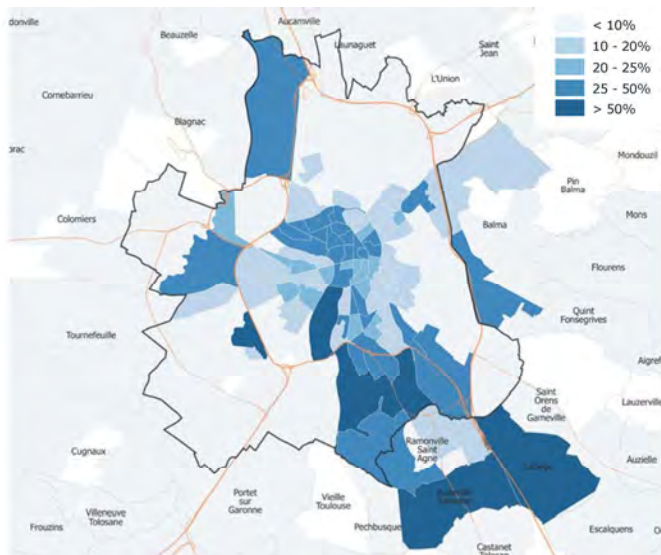 donville
Aucamville
Beauzelle
Launaguet
Saint
Jean
L'Union
Cornebarrieu
Mondouzil
Blagnac
Pin
Balma
Colomiers
Balma
Mons
Flourens
Quint
Fonsegrives
Tournefeuille
Aigref
Saint
Orens
de
Gameville
Lauzerville
Ramonville
Saint
Agne
Cugnaux
Labège
Auzielle
Portet
sur
Garonne
Vieille
Toulouse
Villeneuve
Tolosane
Frouzins
Pechbusque
Escalquens
Castanet
< 10%
10 - 20%
20 - 25%
25 - 50%
> 50%